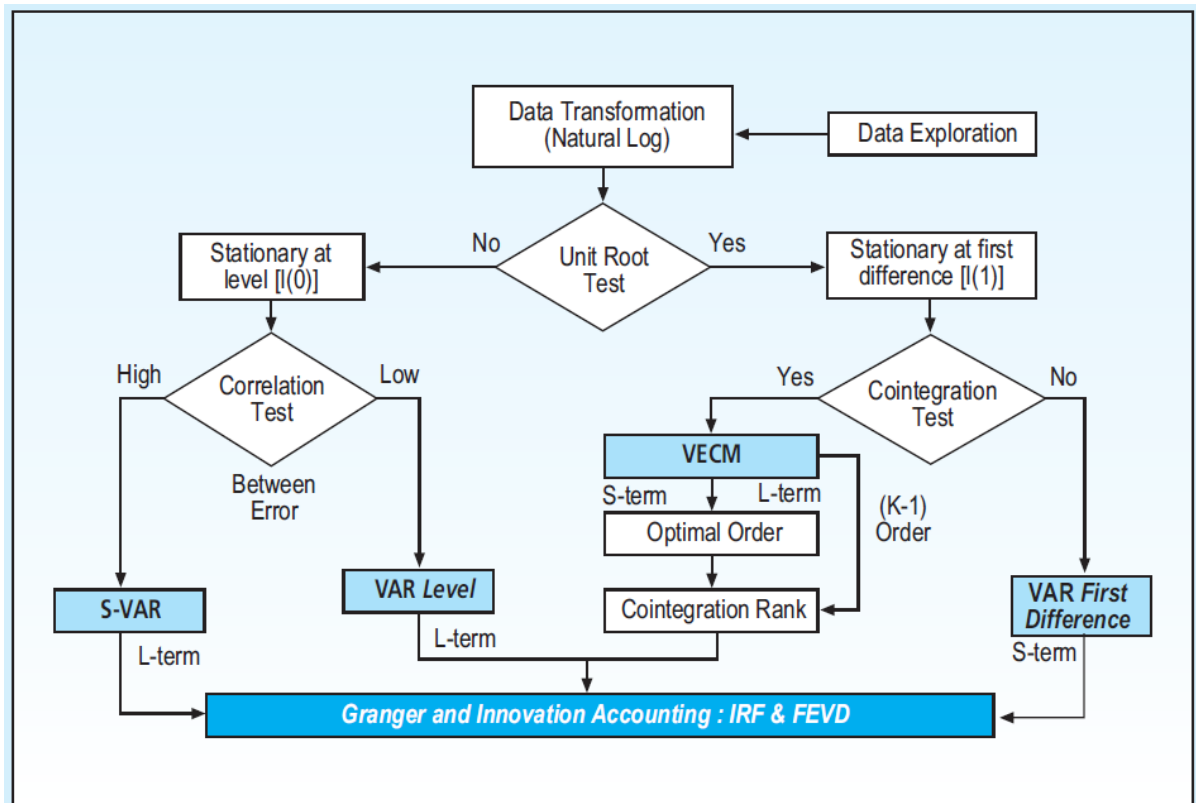 Data Transformation
(Natural Log)
Data Exploration
No
Unit Root
Test
Yes
Stationary at
level [I(0)]
Stationary at first
difference [I(1)]
High
Correlation
Test
Low
Between
Error
Yes
Cointegration
Test
No
VECM
S-term
L-term
(K-1)
Order
Optimal Order
Cointegration Rank
S-VAR
L-term
VAR Level
L-term
VAR First
Difference
S-term
Granger and Innovation Accounting : IRF & FEVD